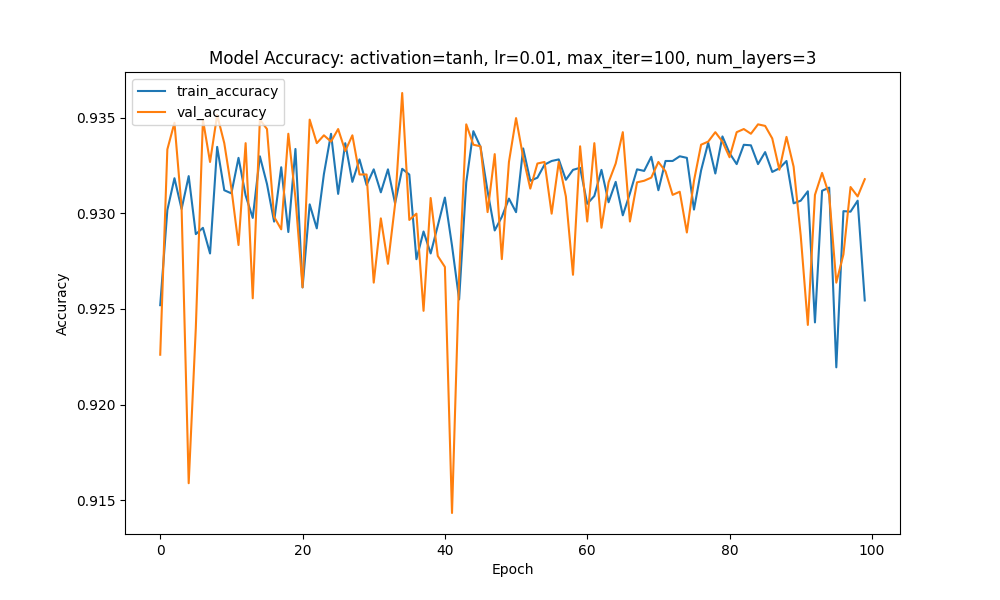 Model Accuracy: activation=tanh, lr=0.01, max_iter=100, num_layers=3
train_accuracy
val_accuracy
0.935
0.930
0.925
0.920
0.915
Accuracy
0 20 40 60 80 100
Epoch